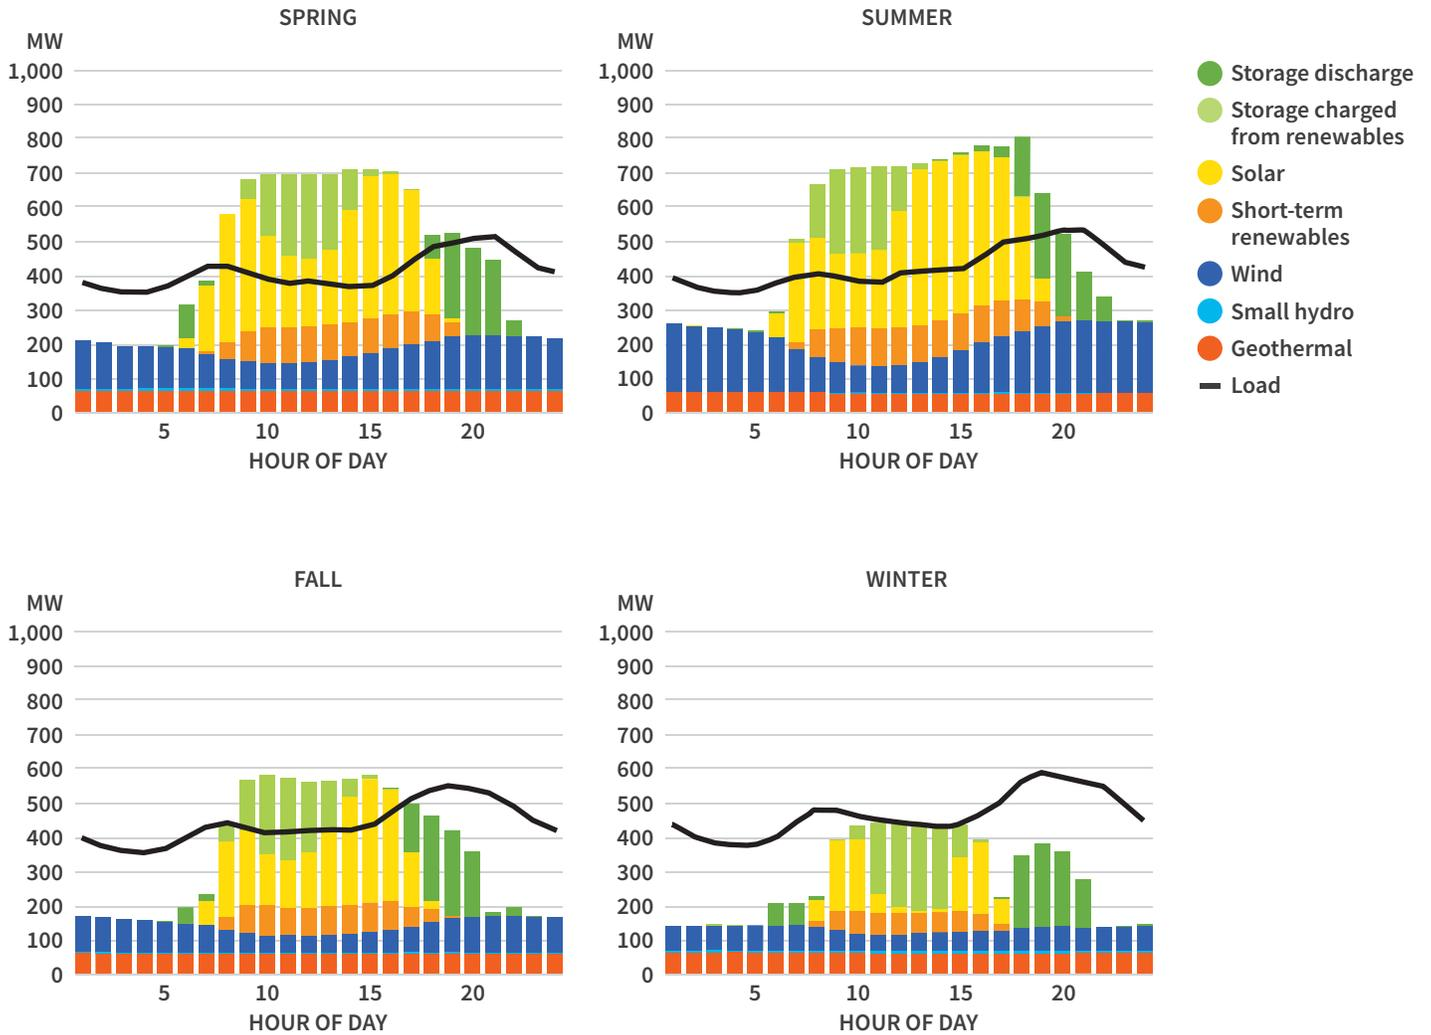 SPRING
MW
1,000
900
800
700
600
500
400
300
200
100
0
5 10 15 20
HOUR OF DAY
SUMMER
MW
1,000
900
800
700
600
500
400
300
200
100
0
5 10 15 20
HOUR OF DAY
Storage discharge
Storage charged
from renewables
Solar
Short-term
renewables
Wind
Small hydro
Geothermal
Load
FALL
MW
1,000
900
800
700
600
500
400
300
200
100
0
5 10 15 20
HOUR OF DAY
WINTER
MW
1,000
900
800
700
600
500
400
300
200
100
0
5 10 15 20
HOUR OF DAY